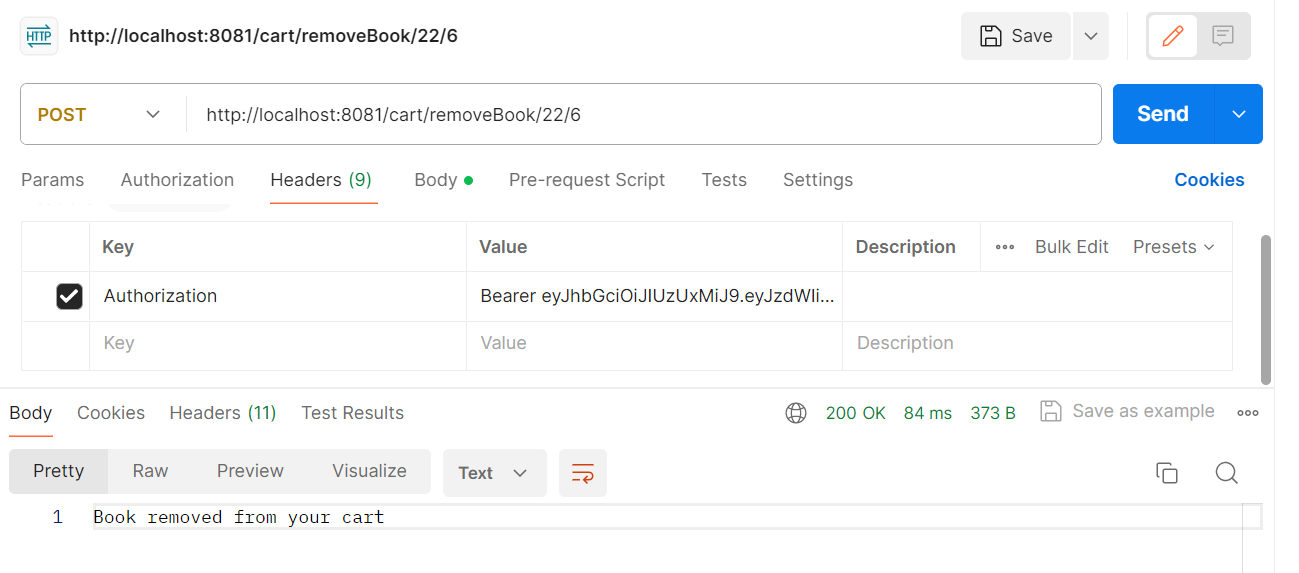 HTTP http://localhost:8081/cart/removeBook/22/6 Save
POST http://localhost:8081/cart/removeBook/22/6 Send
Params Authorization Headers (9) Body Pre-request Script Tests Settings Cookies
Key Value Description Bulk Edit Presets
Authorization Bearer eyJhbGciOiJIUzUxMiJ9.eyJzdWIi...
Key Value Description
Body Cookies Headers (11) Test Results 200 OK 84 ms 373 B Save as example
Pretty Raw Preview Visualize Text
1 Book removed from your cart